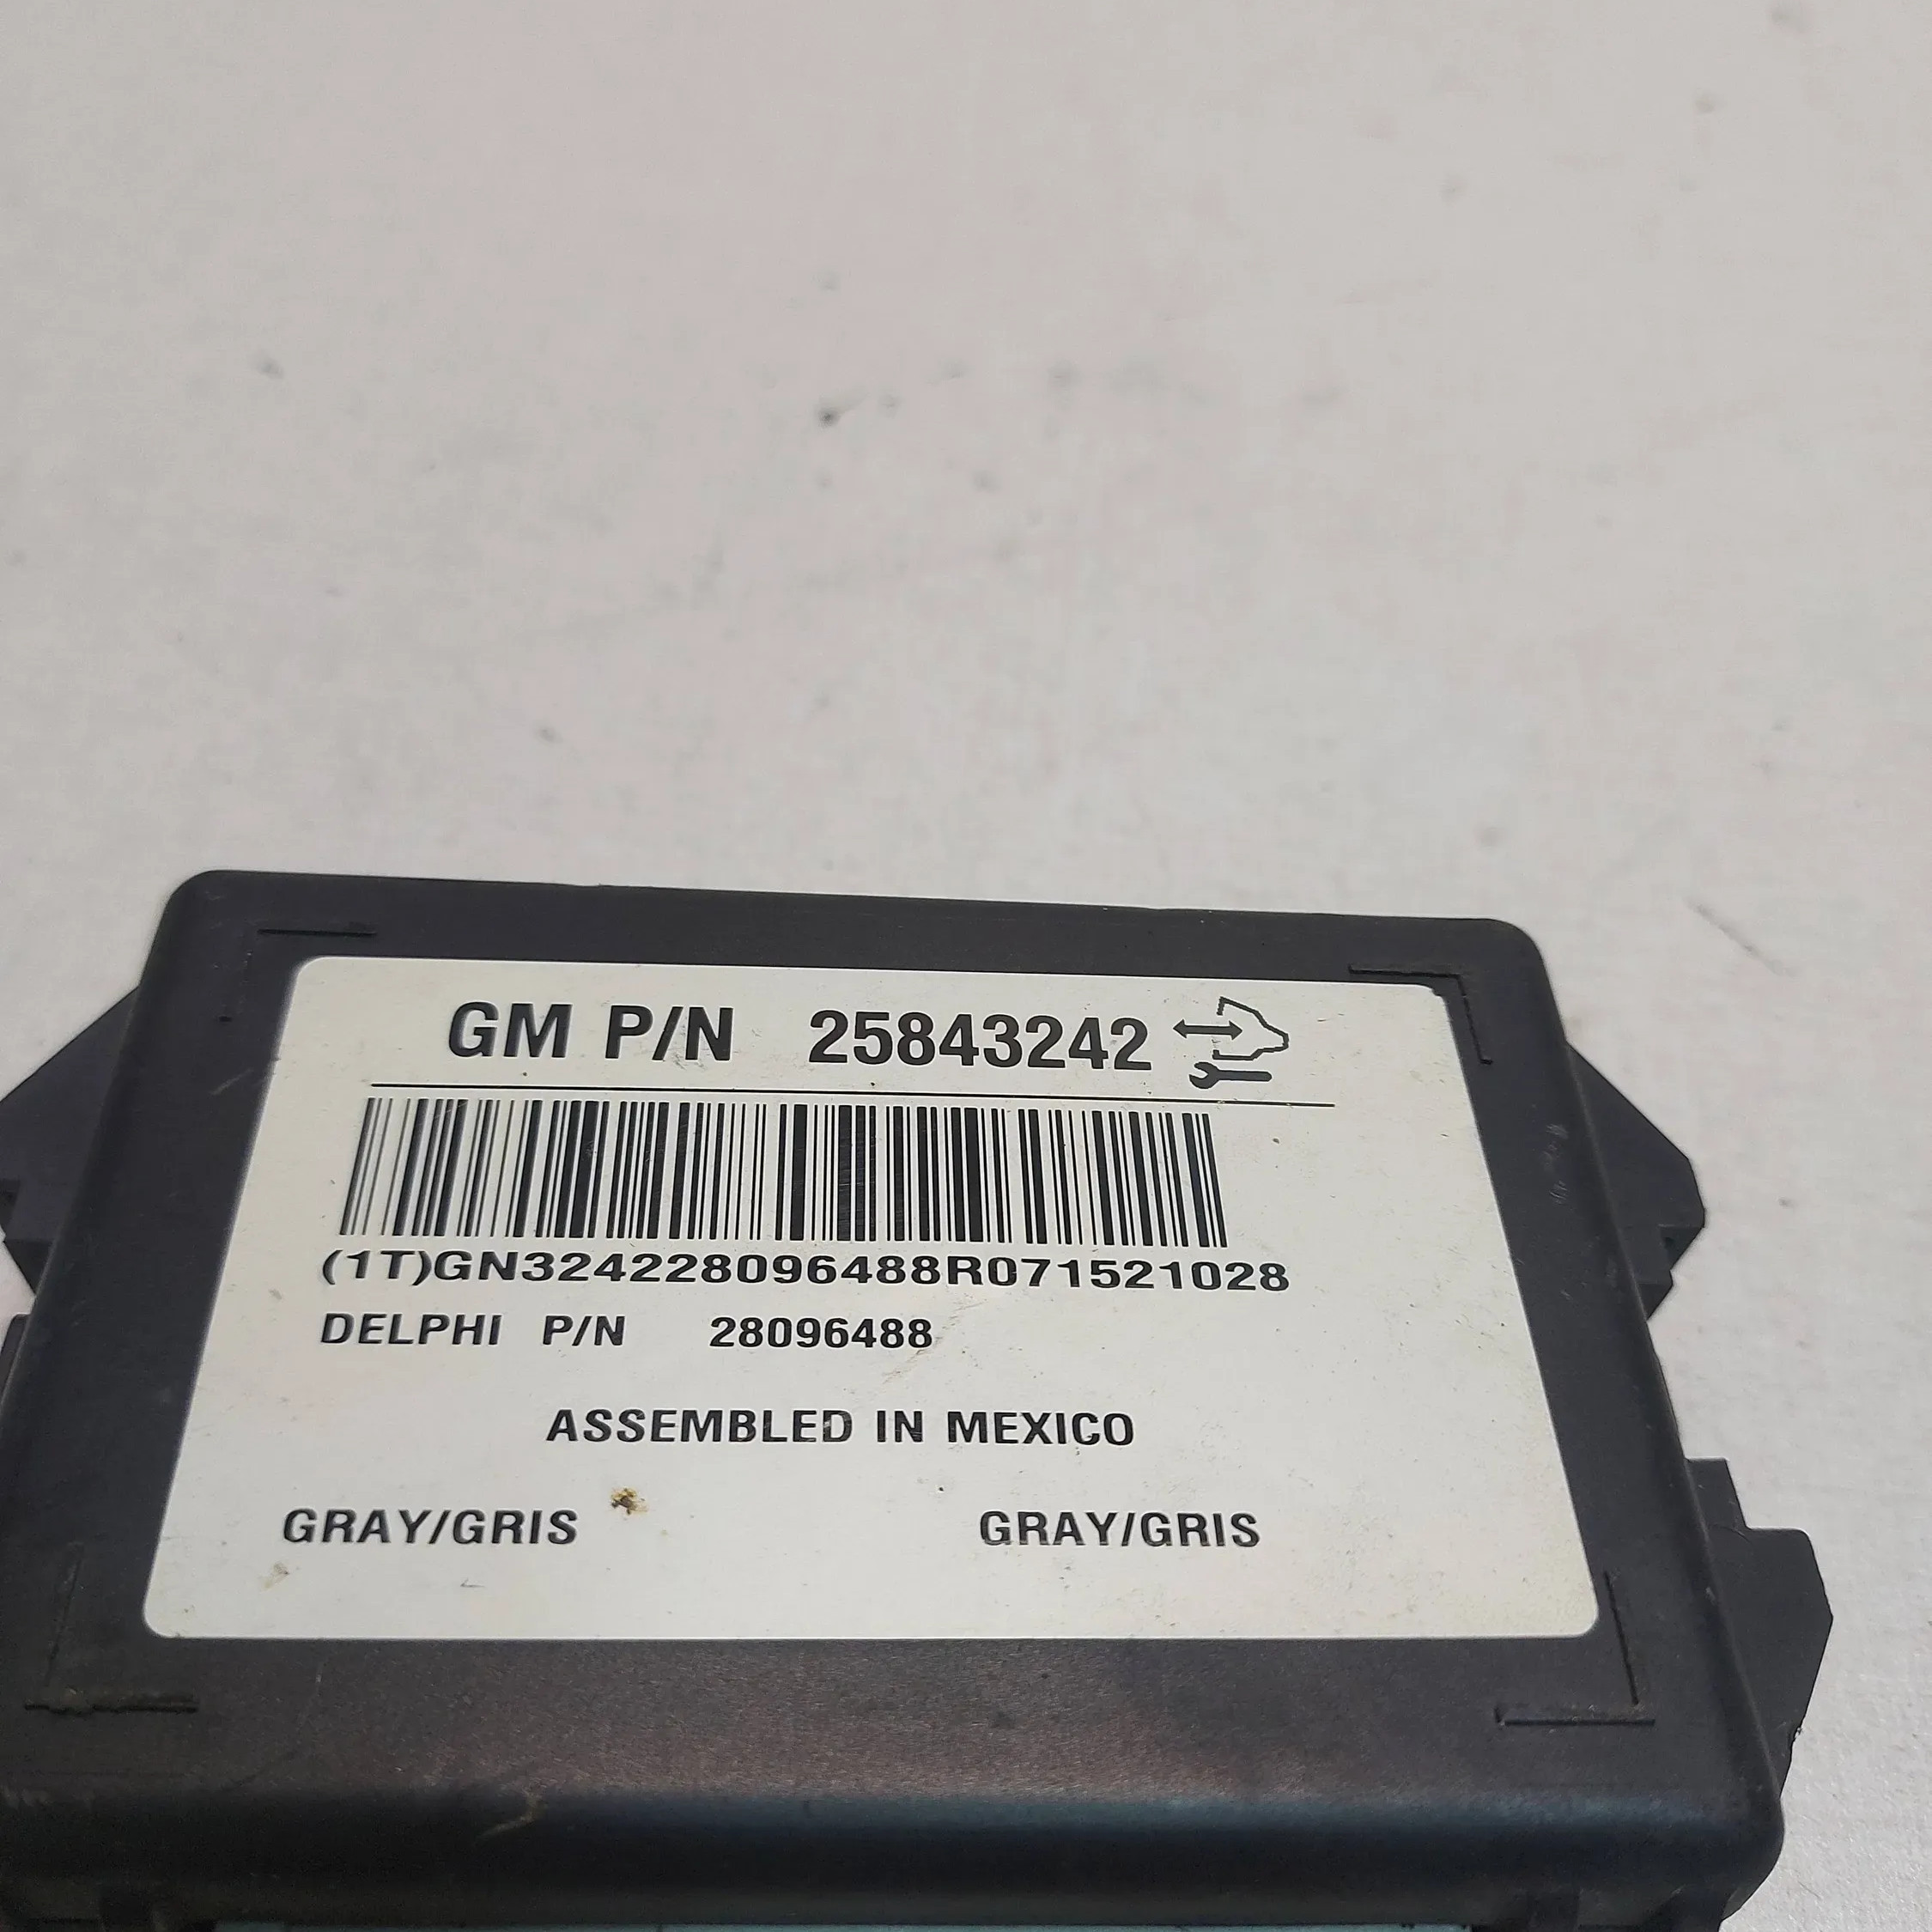 GM P/N 25843242
(1T)GN324228096488R071521028
DELPHI P/N 28096488
ASSEMBLED IN MEXICO
GRAY/GRIS GRAY/GRIS